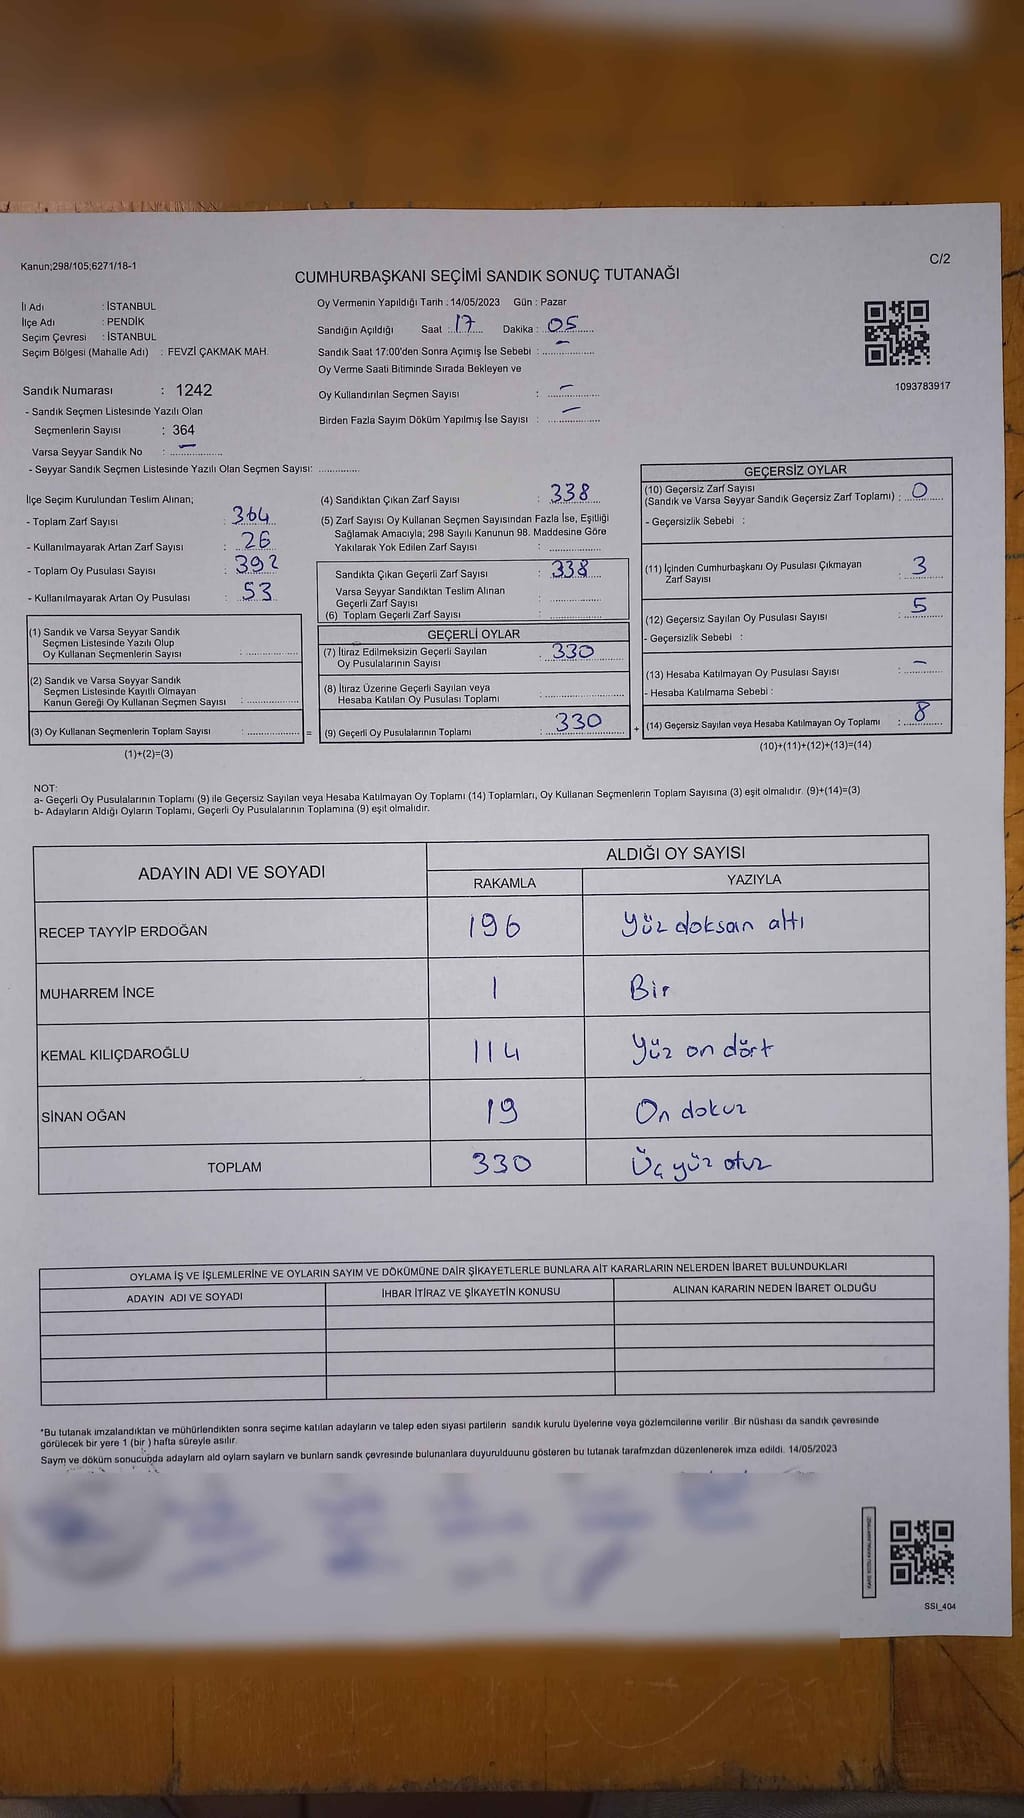 Kanun;298/105;6271/18-1
C/2
CUMHURBAŞKANI SEÇİMİ SANDIK SONUÇ TUTANAĞI
İl Adı : İSTANBUL
İlçe Adı : PENDİK
Seçim Çevresi : İSTANBUL
Seçim Bölgesi (Mahalle Adı) : FEVZİ ÇAKMAK MAH.
Oy Vermenin Yapıldığı Tarih : 14/05/2023 Gün : Pazar
Sandığın Açıldığı Saat : 17 Dakika : 05
Sandık Saat 17:00'den Sonra Açımış İse Sebebi : –
Oy Verme Saati Bitiminde Sırada Bekleyen ve
Oy Kullandırılan Seçmen Sayısı : –
Birden Fazla Sayım Döküm Yapılmış İse Sayısı : –
1093783917
Sandık Numarası : 1242
- Sandık Seçmen Listesinde Yazılı Olan
Seçmenlerin Sayısı : 364
Varsa Seyyar Sandık No : –
- Seyyar Sandık Seçmen Listesinde Yazılı Olan Seçmen Sayısı: ............
İlçe Seçim Kurulundan Teslim Alınan;
- Toplam Zarf Sayısı : 364
- Kullanılmayarak Artan Zarf Sayısı : 26
- Toplam Oy Pusulası Sayısı : 392
- Kullanılmayarak Artan Oy Pusulası : 53
(1) Sandık ve Varsa Seyyar Sandık
Seçmen Listesinde Yazılı Olup
Oy Kullanan Seçmenlerin Sayısı : ............
(2) Sandık ve Varsa Seyyar Sandık
Seçmen Listesinde Kayıtlı Olmayan
Kanun Gereği Oy Kullanan Seçmen Sayısı : ............
(3) Oy Kullanan Seçmenlerin Toplam Sayısı : ............ =
(1)+(2)=(3)
(4) Sandıktan Çıkan Zarf Sayısı : 338
(5) Zarf Sayısı Oy Kullanan Seçmen Sayısından Fazla İse, Eşitliği
Sağlamak Amacıyla; 298 Sayılı Kanunun 98. Maddesine Göre
Yakılarak Yok Edilen Zarf Sayısı : ............
Sandıkta Çıkan Geçerli Zarf Sayısı : 338
Varsa Seyyar Sandıktan Teslim Alınan
Geçerli Zarf Sayısı : ............
(6) Toplam Geçerli Zarf Sayısı : ............
GEÇERLİ OYLAR
(7) İtiraz Edilmeksizin Geçerli Sayılan
Oy Pusulalarının Sayısı : 330
(8) İtiraz Üzerine Geçerli Sayılan veya
Hesaba Katılan Oy Pusulası Toplamı : ............
(9) Geçerli Oy Pusulalarının Toplamı : 330 +
GEÇERSİZ OYLAR
(10) Geçersiz Zarf Sayısı
(Sandık ve Varsa Seyyar Sandık Geçersiz Zarf Toplamı) : 0
- Geçersizlik Sebebi :
(11) İçinden Cumhurbaşkanı Oy Pusulası Çıkmayan
Zarf Sayısı : 3
(12) Geçersiz Sayılan Oy Pusulası Sayısı : 5
- Geçersizlik Sebebi :
(13) Hesaba Katılmayan Oy Pusulası Sayısı : –
- Hesaba Katılmama Sebebi :
(14) Geçersiz Sayılan veya Hesaba Katılmayan Oy Toplamı : 8
(10)+(11)+(12)+(13)=(14)
NOT:
a- Geçerli Oy Pusulalarının Toplamı (9) ile Geçersiz Sayılan veya Hesaba Katılmayan Oy Toplamı (14) Toplamları, Oy Kullanan Seçmenlerin Toplam Sayısına (3) eşit olmalıdır. (9)+(14)=(3)
b- Adayların Aldığı Oyların Toplamı, Geçerli Oy Pusulalarının Toplamına (9) eşit olmalıdır.
ADAYIN ADI VE SOYADI
ALDIĞI OY SAYISI
RAKAMLA YAZIYLA
RECEP TAYYİP ERDOĞAN 196 Yüz doksan altı
MUHARREM İNCE 1 Bir
KEMAL KILIÇDAROĞLU 114 Yüz on dört
SİNAN OĞAN 19 On dokuz
TOPLAM 330 Üç yüz otuz
OYLAMA İŞ VE İŞLEMLERİNE VE OYLARIN SAYIM VE DÖKÜMÜNE DAİR ŞİKAYETLERLE BUNLARA AİT KARARLARIN NELERDEN İBARET BULUNDUKLARI
ADAYIN ADI VE SOYADI İHBAR İTİRAZ VE ŞİKAYETİN KONUSU ALINAN KARARIN NEDEN İBARET OLDUĞU
*Bu tutanak imzalandıktan ve mühürlendikten sonra seçime katılan adayların ve talep eden siyasi partilerin sandık kurulu üyelerine veya gözlemcilerine verilir .Bir nüshası da sandık çevresinde
görülecek bir yere 1 (bir ) hafta süreyle asılır.
Saym ve döküm sonucunda adayların ald oylarn saylarn ve bunların sandk çevresinde bulunanlara duyurulduunu gösteren bu tutanak tarafmzdan düzenlenerek imza edildi. 14/05/2023
SSI_404